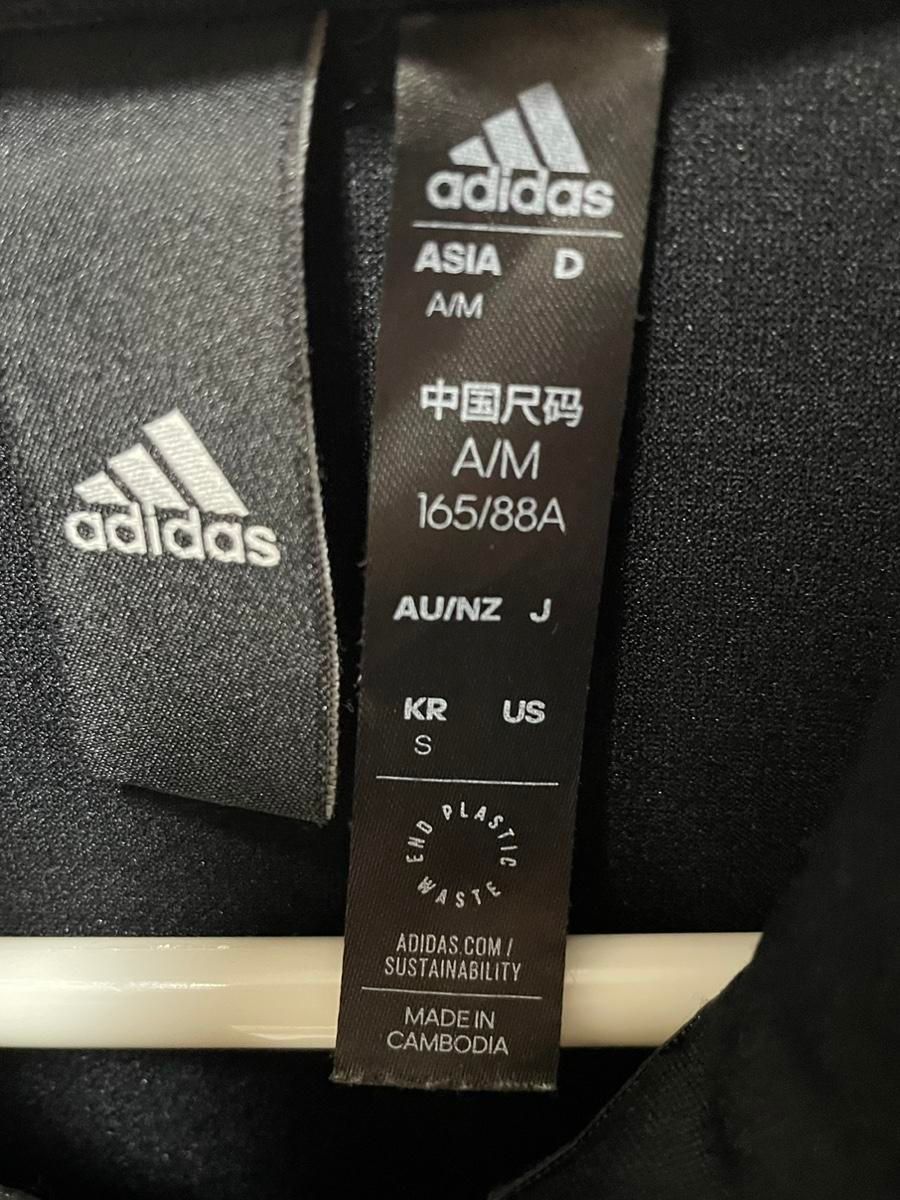 adidas
adidas
ASIA D
A/M
中国尺码
A/M
165/88A
AU/NZ J
KR US
S
END PLASTIC WASTE
ADIDAS.COM /
SUSTAINABILITY
MADE IN
CAMBODIA